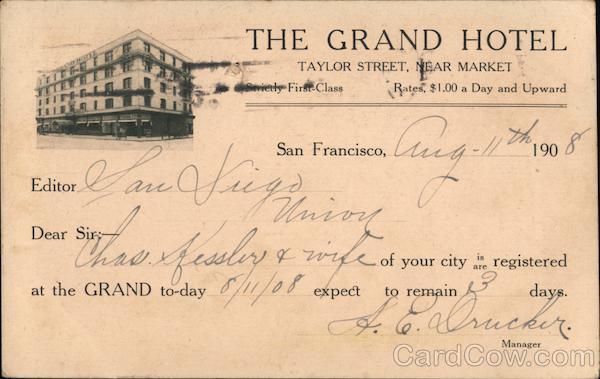 THE GRAND HOTEL
TAYLOR STREET, NEAR MARKET
Strictly First-Class Rates, $1.00 a Day and Upward
San Francisco, Aug - 11th 1908
Editor San Diego
Union
Dear Sir:—
Chas. Kessler & wife of your city is are registered
at the GRAND to-day 8/11/08 expect to remain 3 days.
A. E. Drucker.
Manager
CardCow.com